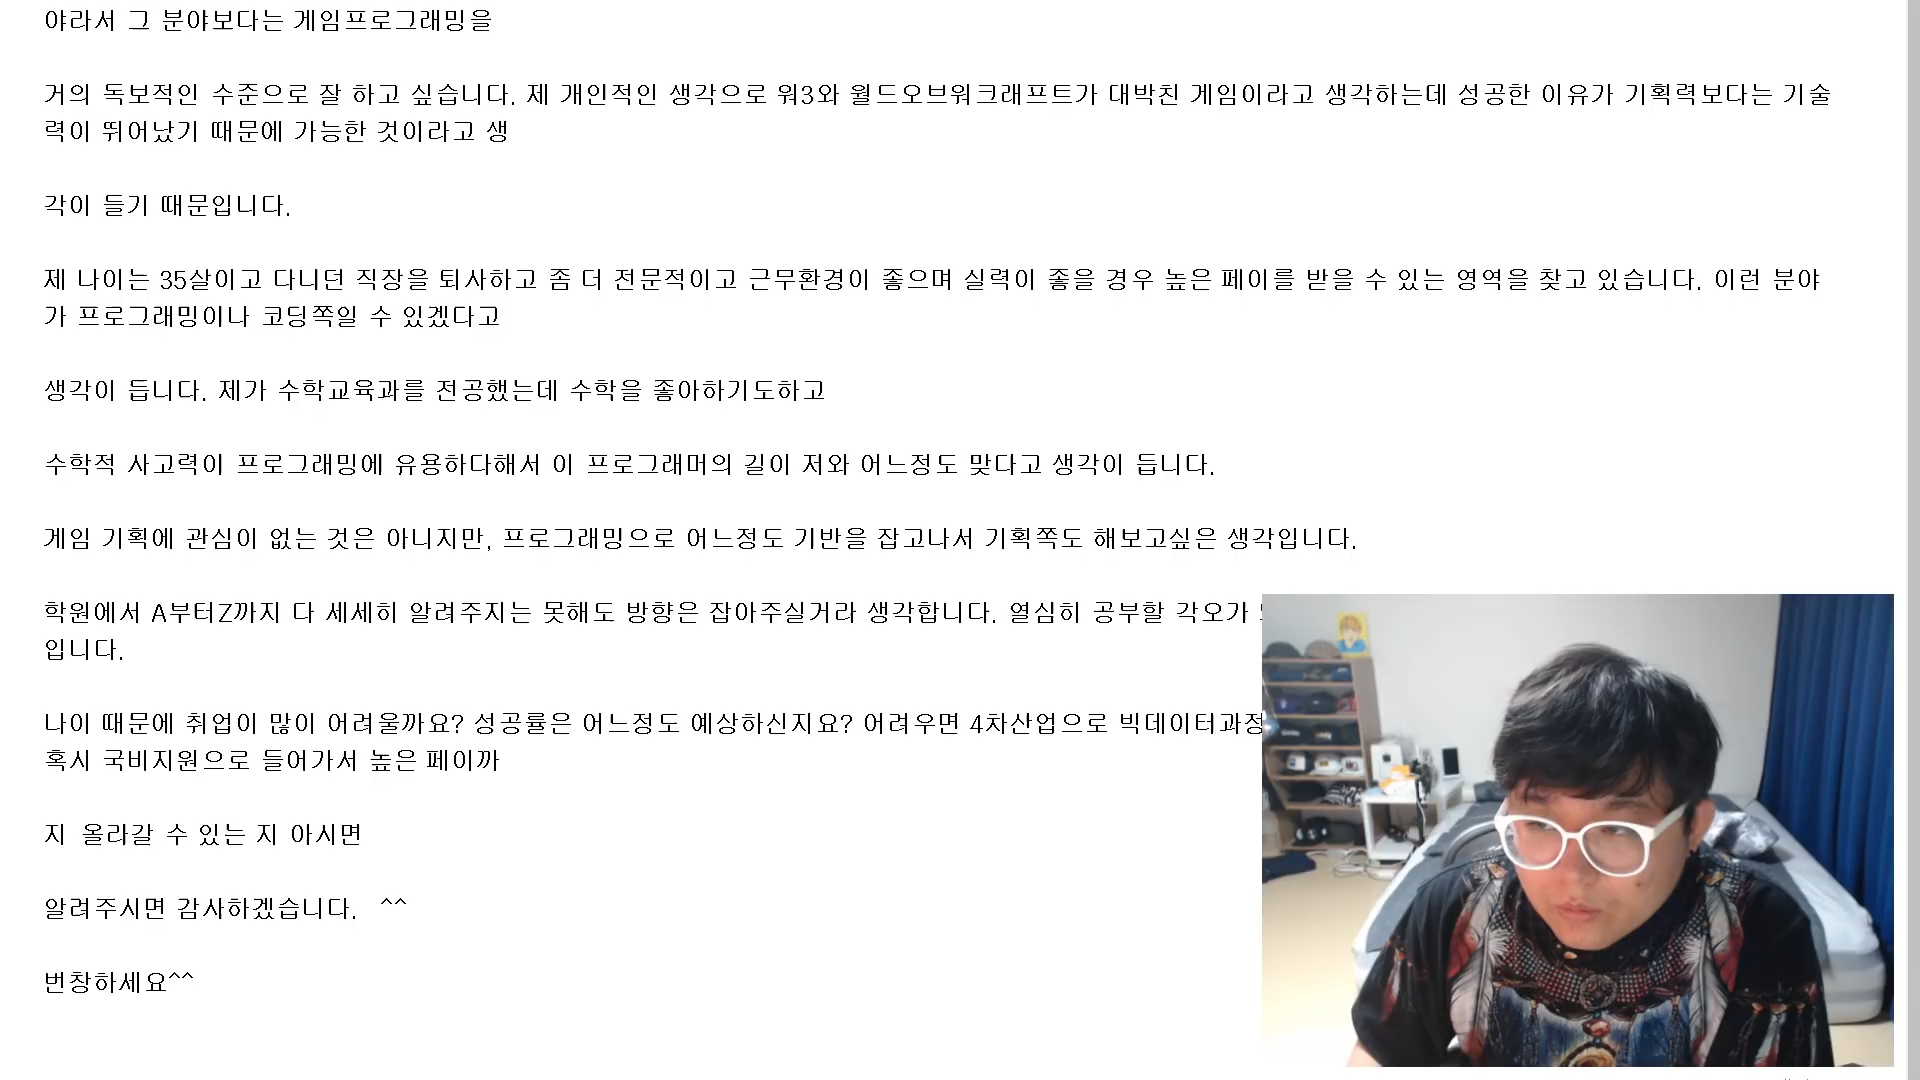 야라서 그 분야보다는 게임프로그래밍을
거의 독보적인 수준으로 잘 하고 싶습니다. 제 개인적인 생각으로 워3와 월드오브워크래프트가 대박친 게임이라고 생각하는데 성공한 이유가 기획력보다는 기술
력이 뛰어났기 때문에 가능한 것이라고 생
각이 들기 때문입니다.
제 나이는 35살이고 다니던 직장을 퇴사하고 좀 더 전문적이고 근무환경이 좋으며 실력이 좋을 경우 높은 페이를 받을 수 있는 영역을 찾고 있습니다. 이런 분야
가 프로그래밍이나 코딩쪽일 수 있겠다고
생각이 듭니다. 제가 수학교육과를 전공했는데 수학을 좋아하기도하고
수학적 사고력이 프로그래밍에 유용하다해서 이 프로그래머의 길이 저와 어느정도 맞다고 생각이 듭니다.
게임 기획에 관심이 없는 것은 아니지만, 프로그래밍으로 어느정도 기반을 잡고나서 기획쪽도 해보고싶은 생각입니다.
학원에서 A부터Z까지 다 세세히 알려주지는 못해도 방향은 잡아주실거라 생각합니다. 열심히 공부할 각오가
입니다.
나이 때문에 취업이 많이 어려울까요? 성공률은 어느정도 예상하신지요? 어려우면 4차산업으로 빅데이터과정
혹시 국비지원으로 들어가서 높은 페이까
지 올라갈 수 있는 지 아시면
알려주시면 감사하겠습니다. ^^
번창하세요^^